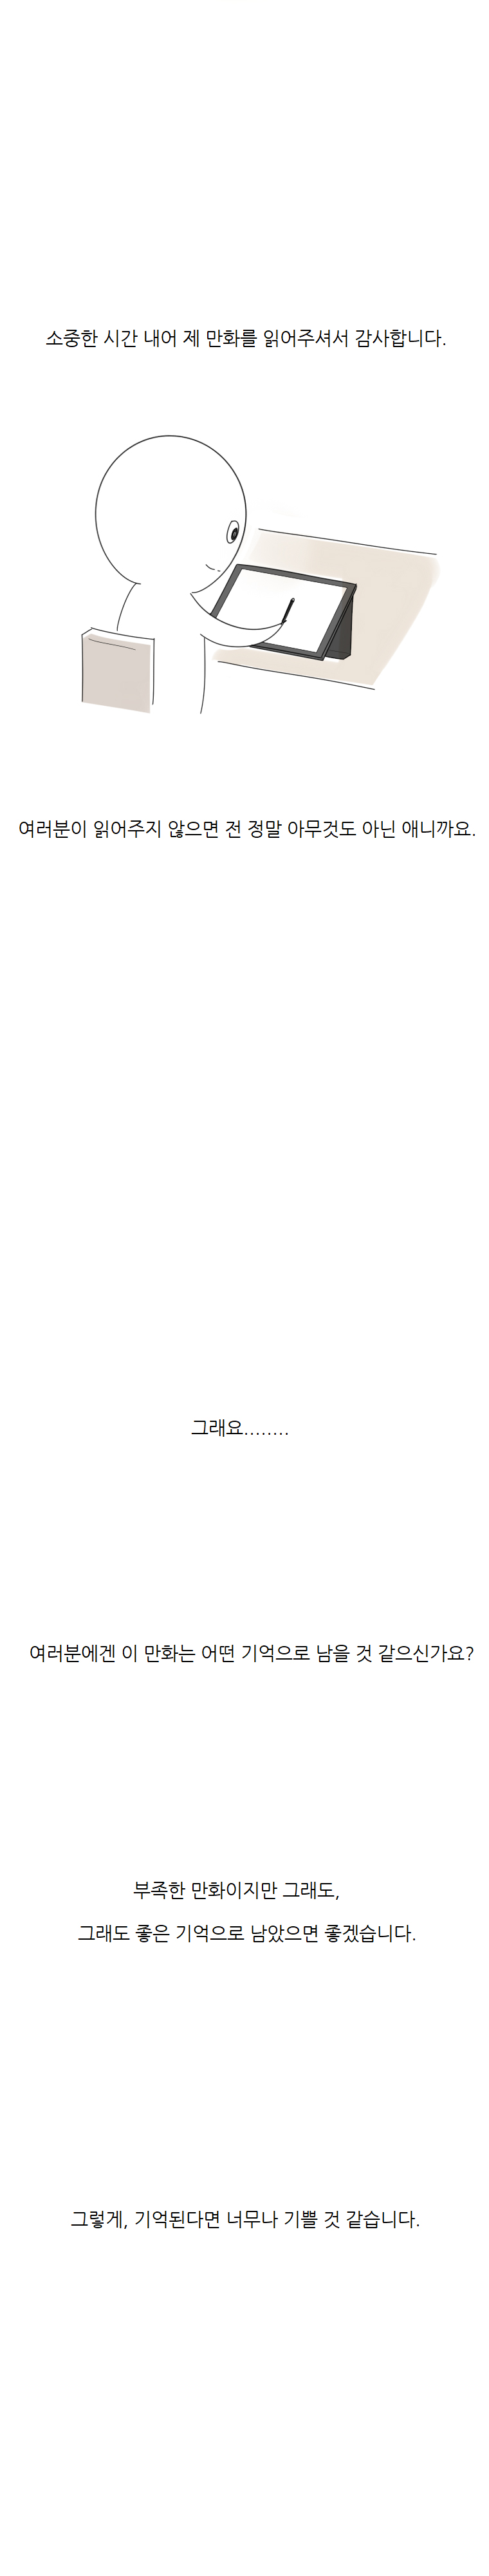 소중한 시간 내어 제 만화를 읽어주셔서 감사합니다.
여러분이 읽어주지 않으면 전 정말 아무것도 아닌 애니까요.
그래요........
여러분에겐 이 만화는 어떤 기억으로 남을 것 같으신가요?
부족한 만화이지만 그래도,
그래도 좋은 기억으로 남았으면 좋겠습니다.
그렇게, 기억된다면 너무나 기쁠 것 같습니다.